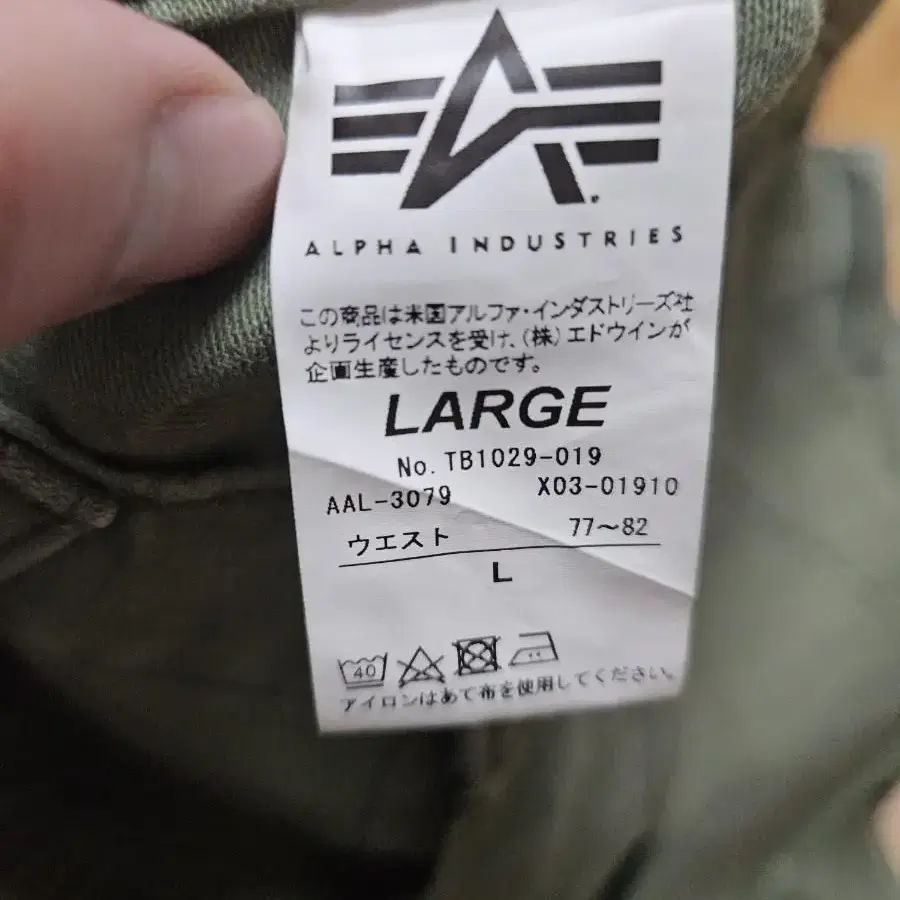 ALPHA INDUSTRIES
この商品は米国アルファ・インダストリーズ社
よりライセンスを受け、(株)エドウインが
企画生産したものです。
LARGE
No. TB1029-019
AAL-3079 X03-01910
ウエスト 77～82
L
40
アイロンはあて布を使用してください。